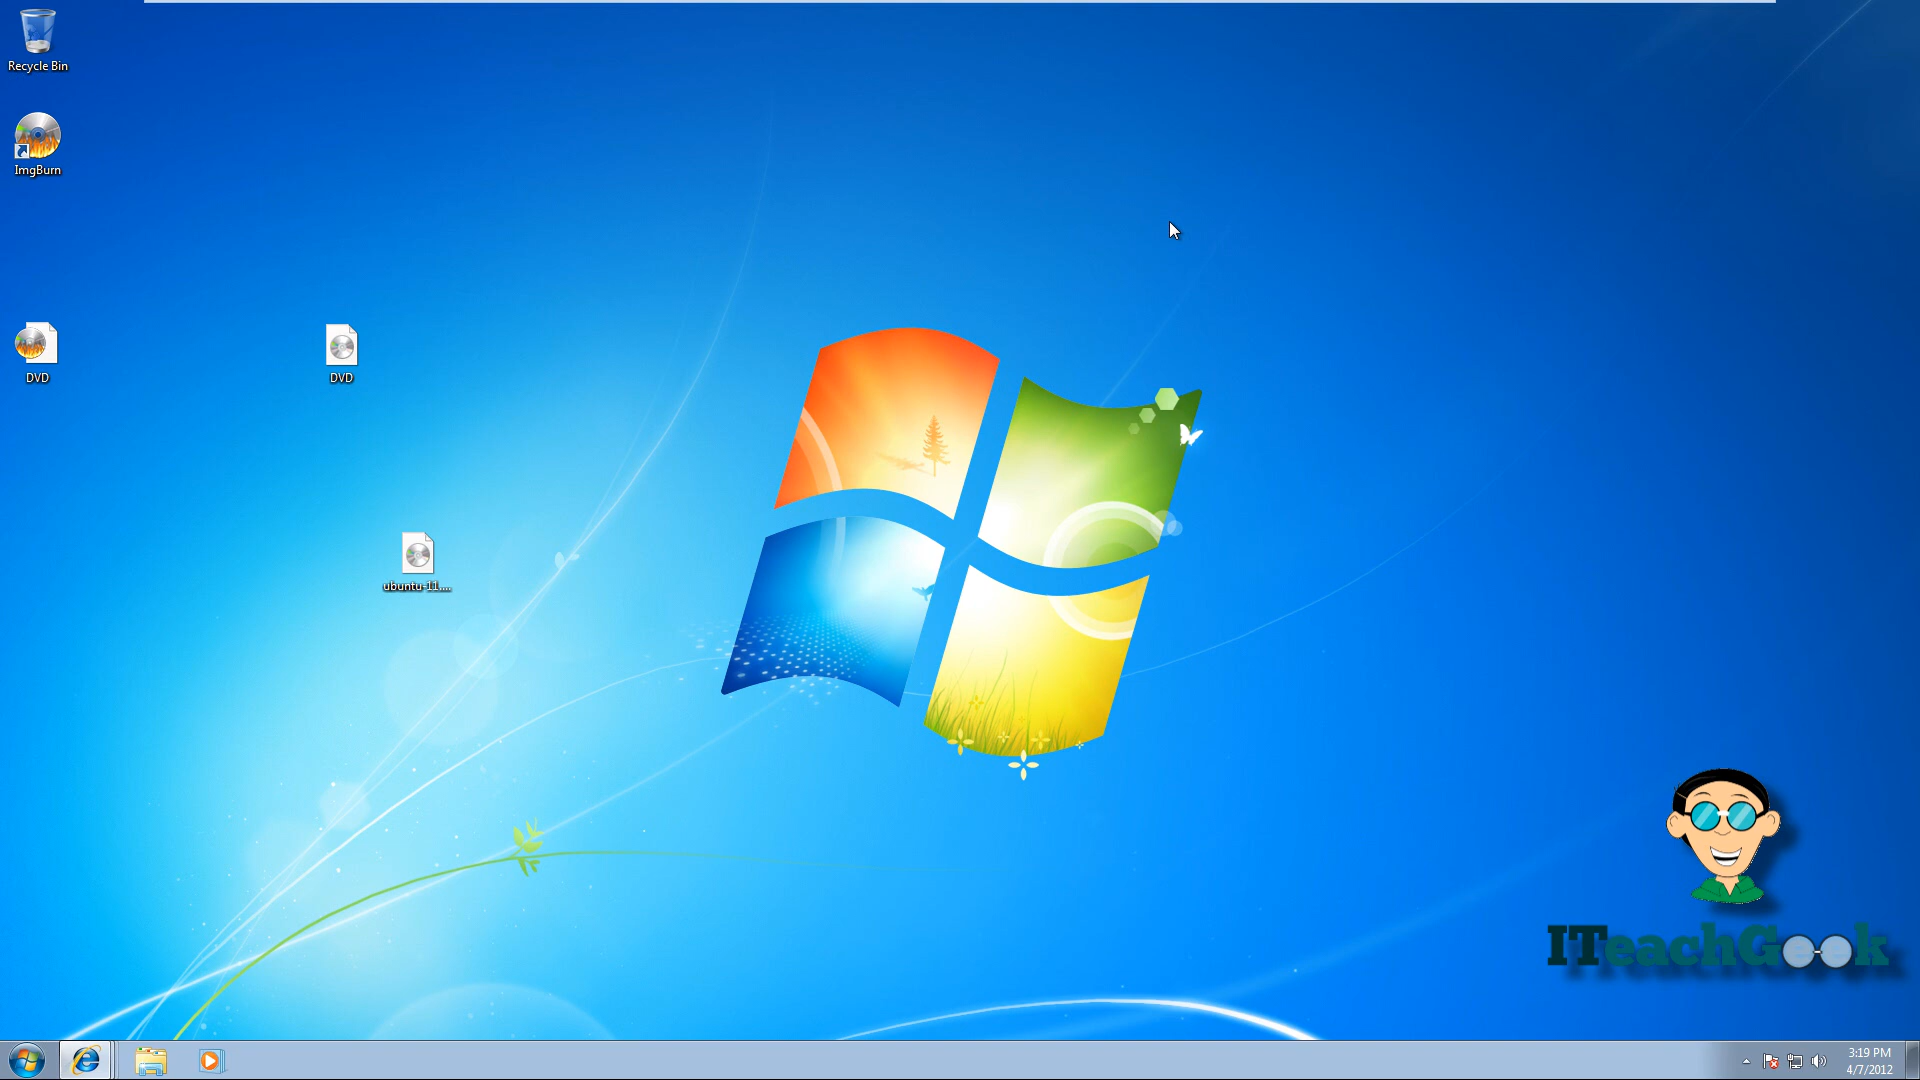 Recycle Bin
ImgBurn
DVD
DVD
ubuntu-11....
ITeachGeek
3:19 PM
4/7/2012